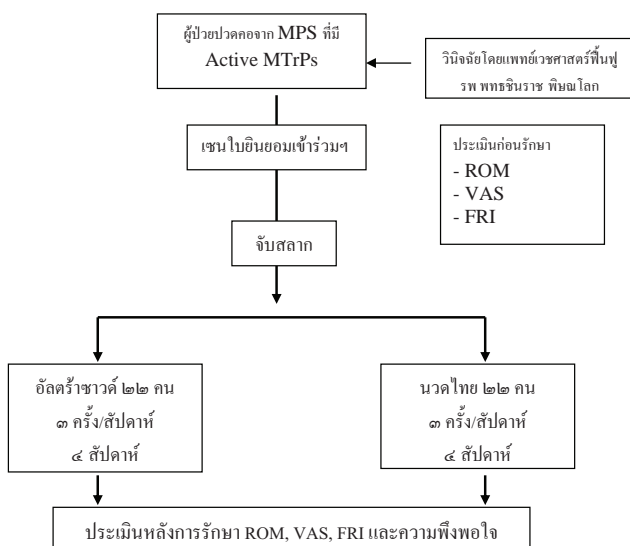 ผู้ป่วยปวดคอจาก MPS ที่มี
Active MTrPs
วินิจฉัยโดยแพทย์เวชศาสตร์ฟื้นฟู
รพ พุทธชินราช พิษณุโลก
เซนใบยินยอมเข้าร่วมฯ
ประเมินก่อนรักษา
- ROM
- VAS
- FRI
จับสลาก
อัลตร้าซาวด์ ๒๒ คน
๓ ครั้ง/สัปดาห์
๔ สัปดาห์
นวดไทย ๒๒ คน
๓ ครั้ง/สัปดาห์
๔ สัปดาห์
ประเมินหลังการรักษา ROM, VAS, FRI และความพึงพอใจ